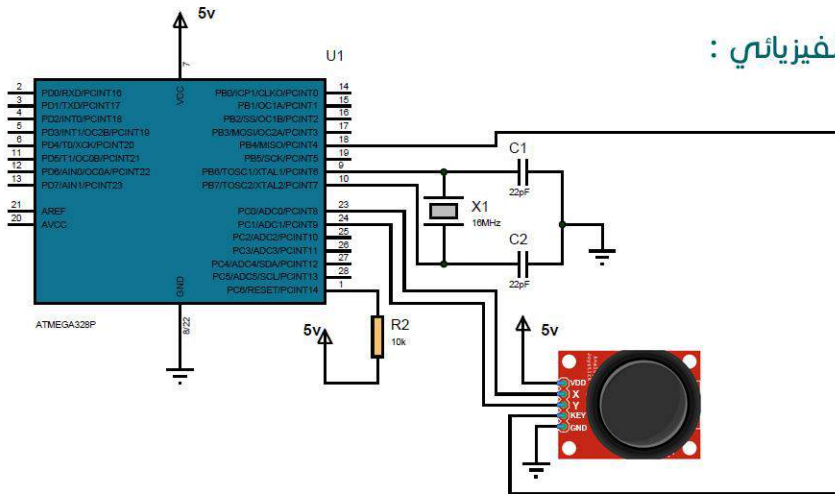 لفيزيائي :
5v
U1
7
VCC
2 PD0/RXD/PCINT16
3 PD1/TXD/PCINT17
4 PD2/INT0/PCINT18
5 PD3/INT1/OC2B/PCINT19
6 PD4/T0/XCK/PCINT20
11 PD5/T1/OC0B/PCINT21
12 PD6/AIN0/OC0A/PCINT22
13 PD7/AIN1/PCINT23
21 AREF
20 AVCC
PB0/ICP1/CLKO/PCINT0 14
PB1/OC1A/PCINT1 15
PB2/SS/OC1B/PCINT2 16
PB3/MOSI/OC2A/PCINT3 17
PB4/MISO/PCINT4 18
PB5/SCK/PCINT5 19
PB6/TOSC1/XTAL1/PCINT6 9
PB7/TOSC2/XTAL2/PCINT7 10
PC0/ADC0/PCINT8 23
PC1/ADC1/PCINT9 24
PC2/ADC2/PCINT10 25
PC3/ADC3/PCINT11 26
PC4/ADC4/SDA/PCINT12 27
PC5/ADC5/SCL/PCINT13 28
PC6/RESET/PCINT14 1
GND
8/22
ATMEGA328P
C1
22pF
X1
16MHz
C2
22pF
5v
R2
10k
5v
VDD
X
Y
KEY
GND